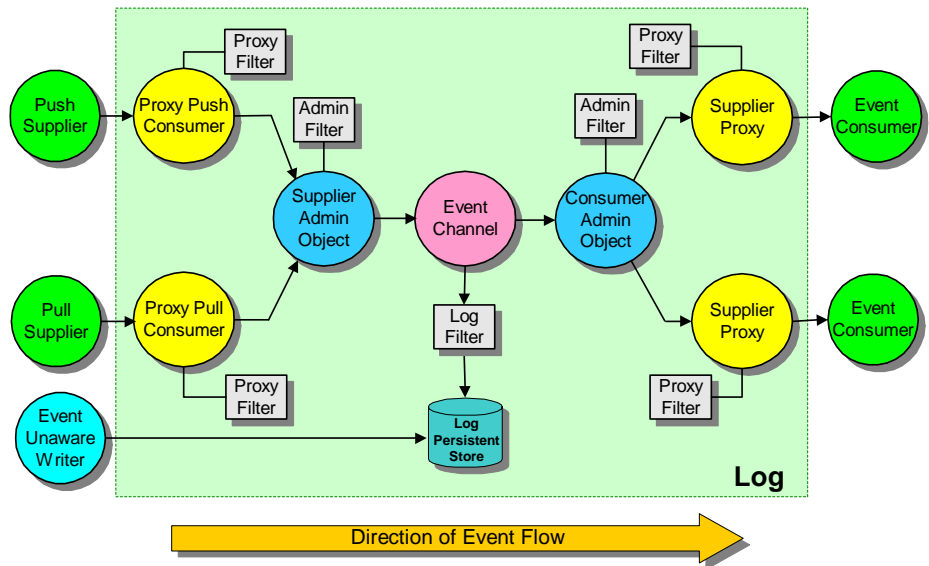 Proxy
Filter
Proxy
Filter
Push
Supplier
Proxy Push
Consumer
Admin
Filter
Admin
Filter
Supplier
Proxy
Event
Consumer
Supplier
Admin
Object
Event
Channel
Consumer
Admin
Object
Pull
Supplier
Proxy Pull
Consumer
Log
Filter
Supplier
Proxy
Event
Consumer
Proxy
Filter
Proxy
Filter
Event
Unaware
Writer
Log
Persistent
Store
Log
Direction of Event Flow